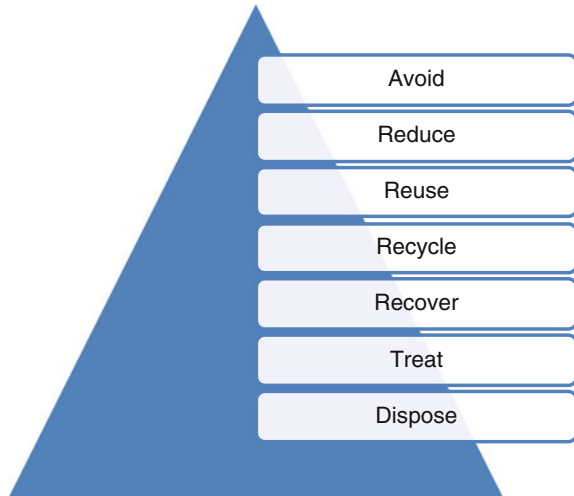 Avoid
Reduce
Reuse
Recycle
Recover
Treat
Dispose